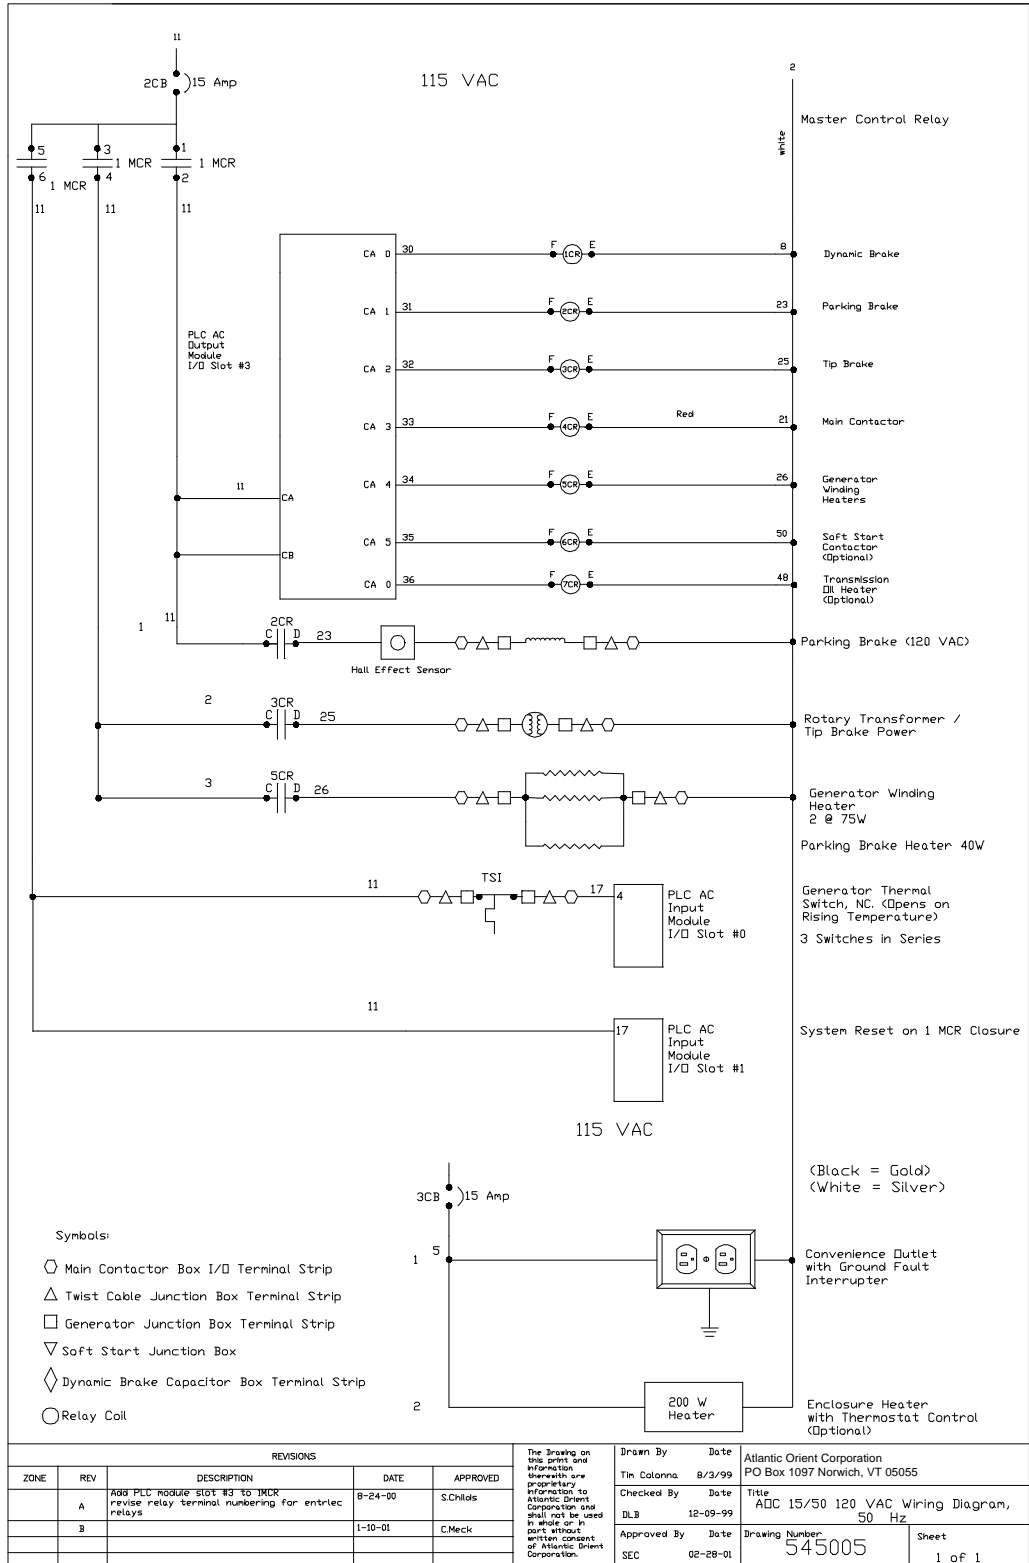 11
2CB
15 Amp
115 VAC
2
Master Control Relay
white
5
3
1
1 MCR
1 MCR
6
1 MCR
4
2
11
11
11
PLC AC
Output
Module
I/O Slot #3
CA 0
30
F
1CR
E
8
Dynamic Brake
CA 1
31
F
2CR
E
23
Parking Brake
CA 2
32
F
3CR
E
25
Tip Brake
CA 3
33
F
4CR
E
Red
21
Main Contactor
11
CA
CA 4
34
F
5CR
E
26
Generator
Winding
Heaters
CB
CA 5
35
F
6CR
E
50
Soft Start
Contactor
(Optional)
CA 0
36
F
7CR
E
48
Transmission
Oil Heater
(Optional)
1
11
2CR
C
D
23
Hall Effect Sensor
Parking Brake (120 VAC)
2
3CR
C
D
25
Rotary Transformer /
Tip Brake Power
3
5CR
C
D
26
Generator Winding
Heater
2 @ 75W
Parking Brake Heater 40W
11
TSI
17
4
PLC AC
Input
Module
I/O Slot #0
Generator Thermal
Switch, NC. (Opens on
Rising Temperature)
3 Switches in Series
11
17
PLC AC
Input
Module
I/O Slot #1
System Reset on 1 MCR Closure
115 VAC
(Black = Gold)
(White = Silver)
3CB
15 Amp
1
5
Convenience Outlet
with Ground Fault
Interrupter
2
200 W
Heater
Enclosure Heater
with Thermostat Control
(Optional)
Symbols:
Main Contactor Box I/O Terminal Strip
Twist Cable Junction Box Terminal Strip
Generator Junction Box Terminal Strip
Soft Start Junction Box
Dynamic Brake Capacitor Box Terminal Strip
Relay Coil
REVISIONS
ZONE REV DESCRIPTION DATE APPROVED
A Add PLC module slot #3 to 1MCR
revise relay terminal numbering for entrlec
relays
8-24-00 S.Childs
B 1-10-01 C.Meck
The Drawing on
this print and
information
therewith are
proprietary
information to
Atlantic Orient
Corporation and
shall not be used
in whole or in
part without
written consent
of Atlantic Orient
Corporation.
Drawn By Date
Tim Colonna 8/3/99
Checked By Date
DLB 12-09-99
Approved By Date
SEC 02-28-01
Atlantic Orient Corporation
PO Box 1097 Norwich, VT 05055
Title
AOC 15/50 120 VAC Wiring Diagram,
50 Hz
Drawing Number
545005
Sheet
1 of 1